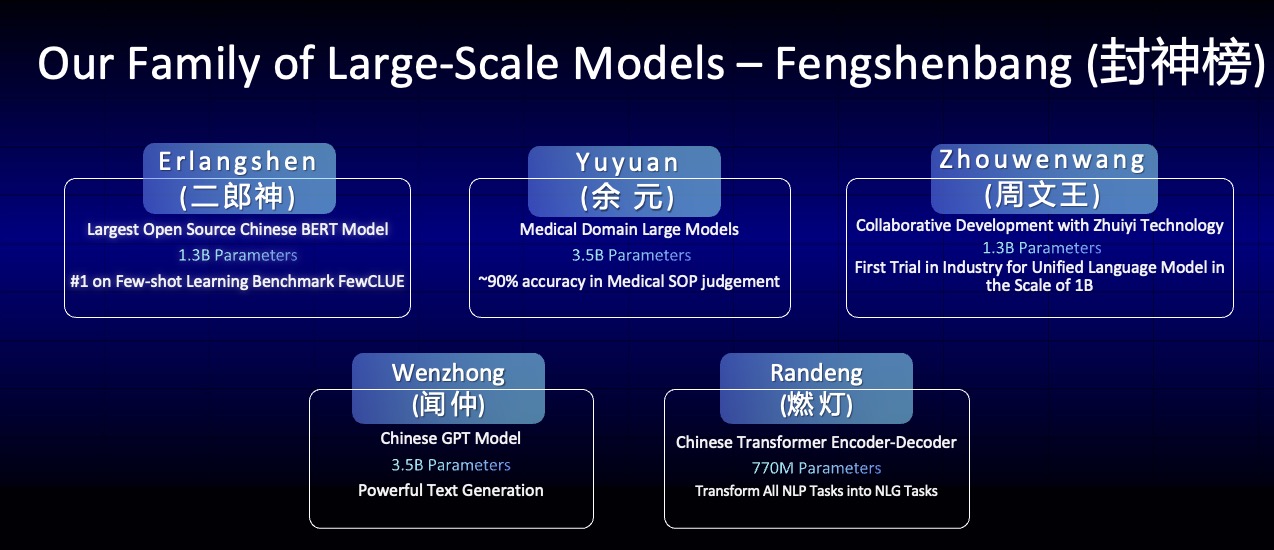 Our Family of Large-Scale Models – Fengshenbang (封神榜)
Erlangshen
(二郎神)
Largest Open Source Chinese BERT Model
1.3B Parameters
#1 on Few-shot Learning Benchmark FewCLUE
Yuyuan
(余 元)
Medical Domain Large Models
3.5B Parameters
~90% accuracy in Medical SOP judgement
Zhouwenwang
(周文王)
Collaborative Development with Zhuiyi Technology
1.3B Parameters
First Trial in Industry for Unified Language Model in
the Scale of 1B
Wenzhong
(闻仲)
Chinese GPT Model
3.5B Parameters
Powerful Text Generation
Randeng
(燃灯)
Chinese Transformer Encoder-Decoder
770M Parameters
Transform All NLP Tasks into NLG Tasks